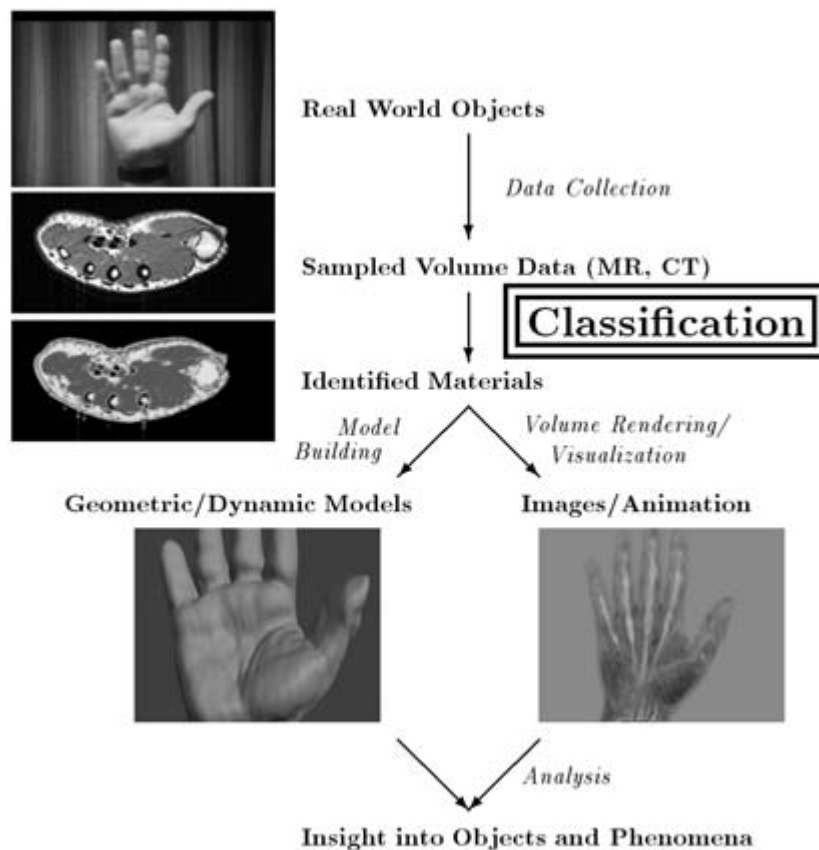 Real World Objects
Data Collection
Sampled Volume Data (MR, CT)
Classification
Identified Materials
Model
Building
Volume Rendering/
Visualization
Geometric/Dynamic Models
Images/Animation
Analysis
Insight into Objects and Phenomena